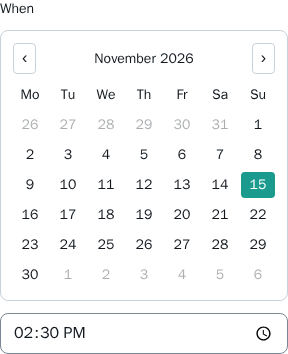 When
‹ November 2026 ›
Mo Tu We Th Fr Sa Su
26 27 28 29 30 31 1
2 3 4 5 6 7 8
9 10 11 12 13 14 15
16 17 18 19 20 21 22
23 24 25 26 27 28 29
30 1 2 3 4 5 6
02:30 PM